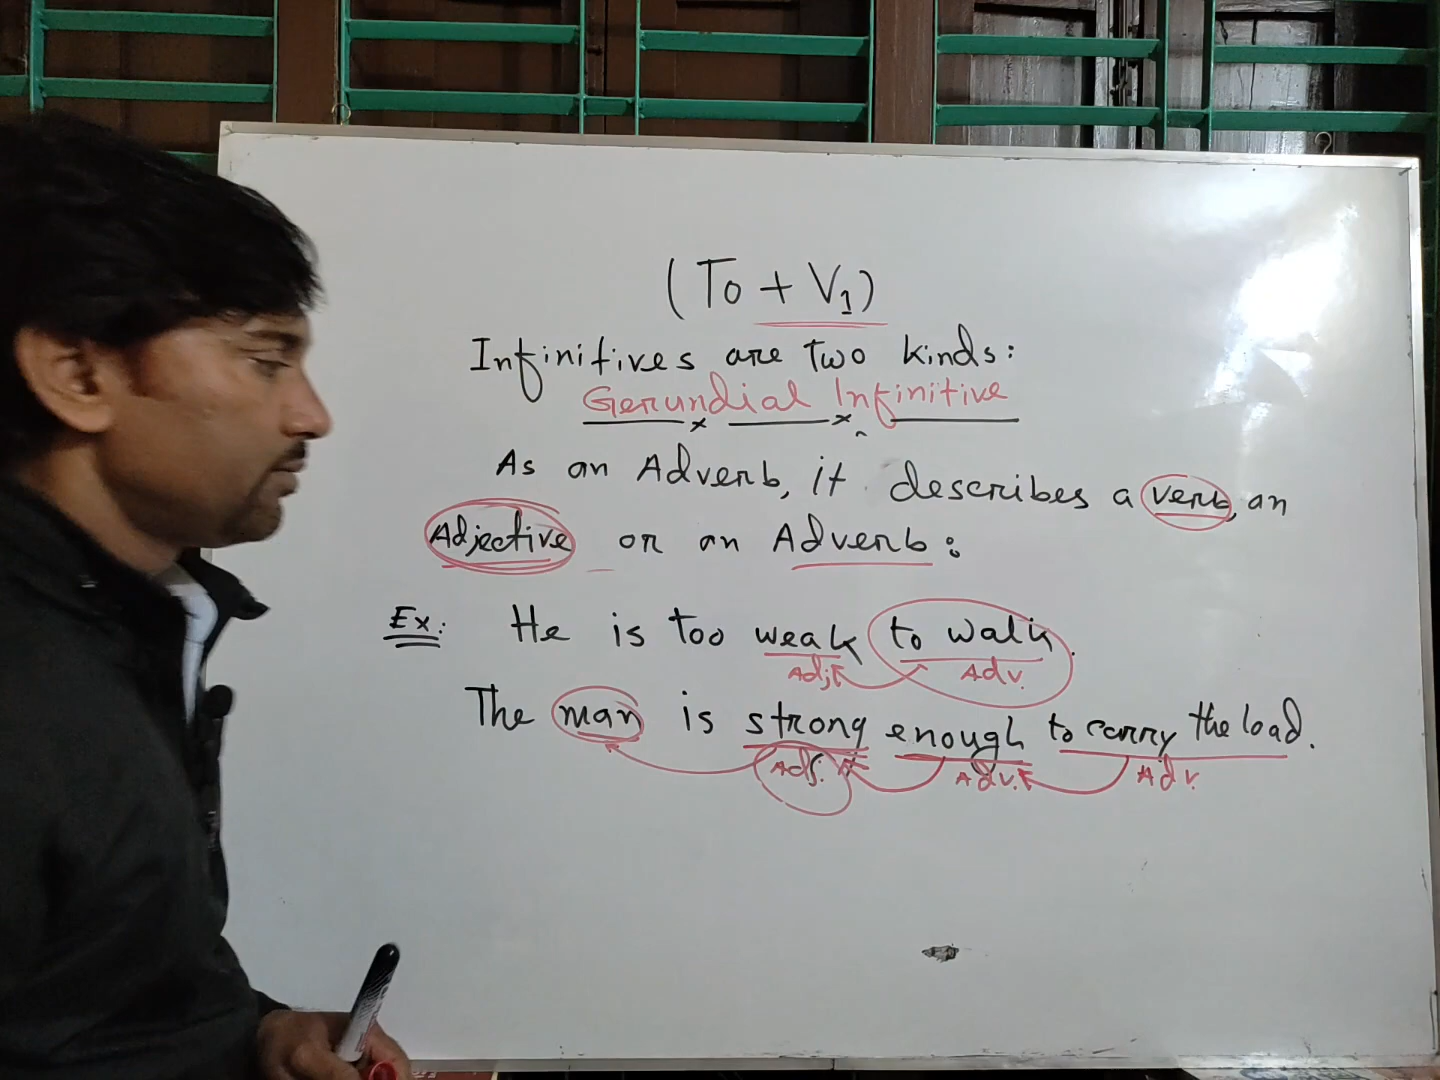 (To + V1)
Infinitives are two kinds:
Gerundial Infinitive
As an Adverb, it describes a verb, an
Adjective or an Adverb:
Ex: He is too weak to walk.
Adj. Adv.
The man is strong enough to carry the load.
Adj. Adv. Adv.